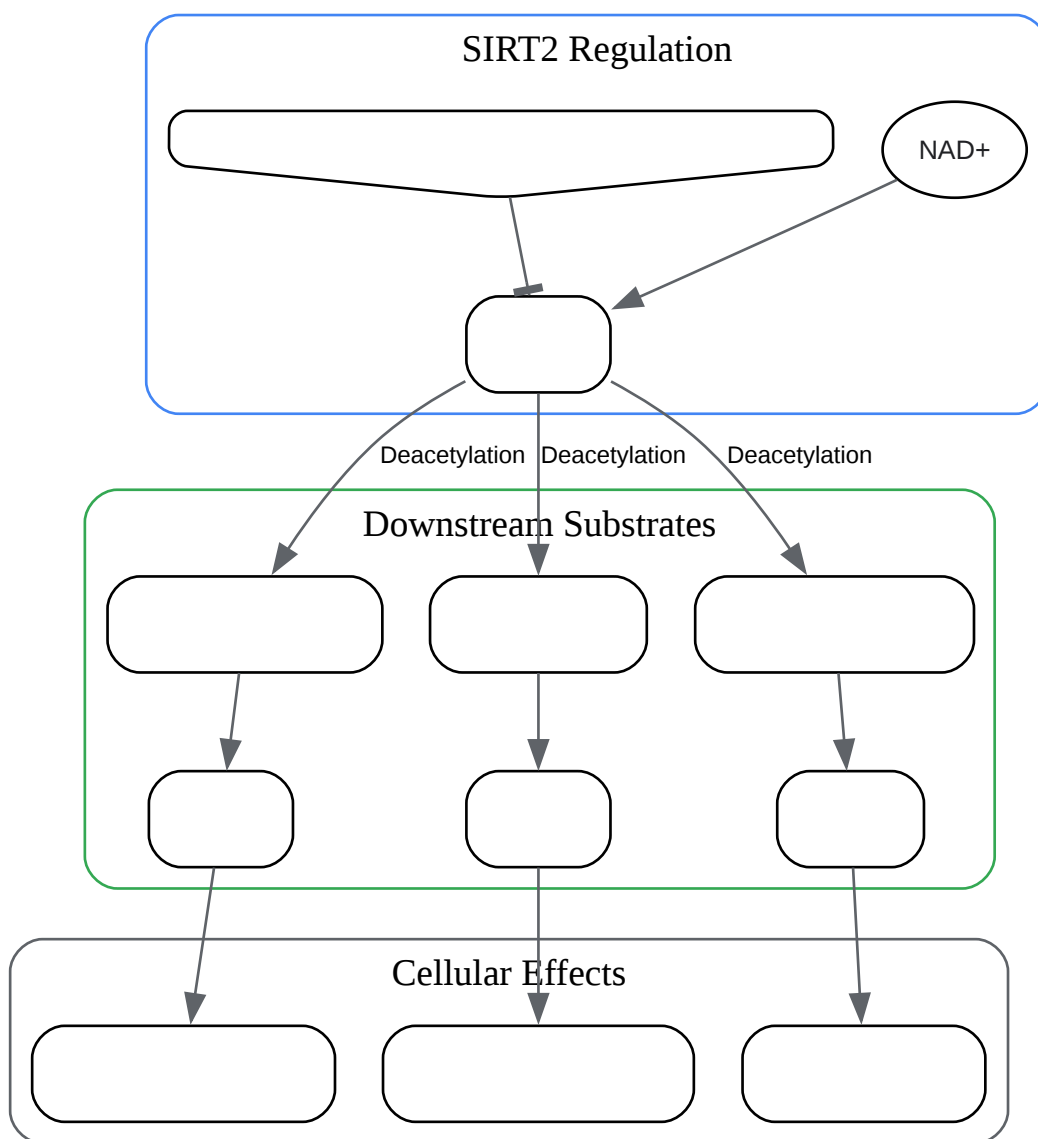 SIRT2 Regulation
NAD+
Deacetylation
Deacetylation
Deacetylation
Downstream Substrates
Cellular Effects